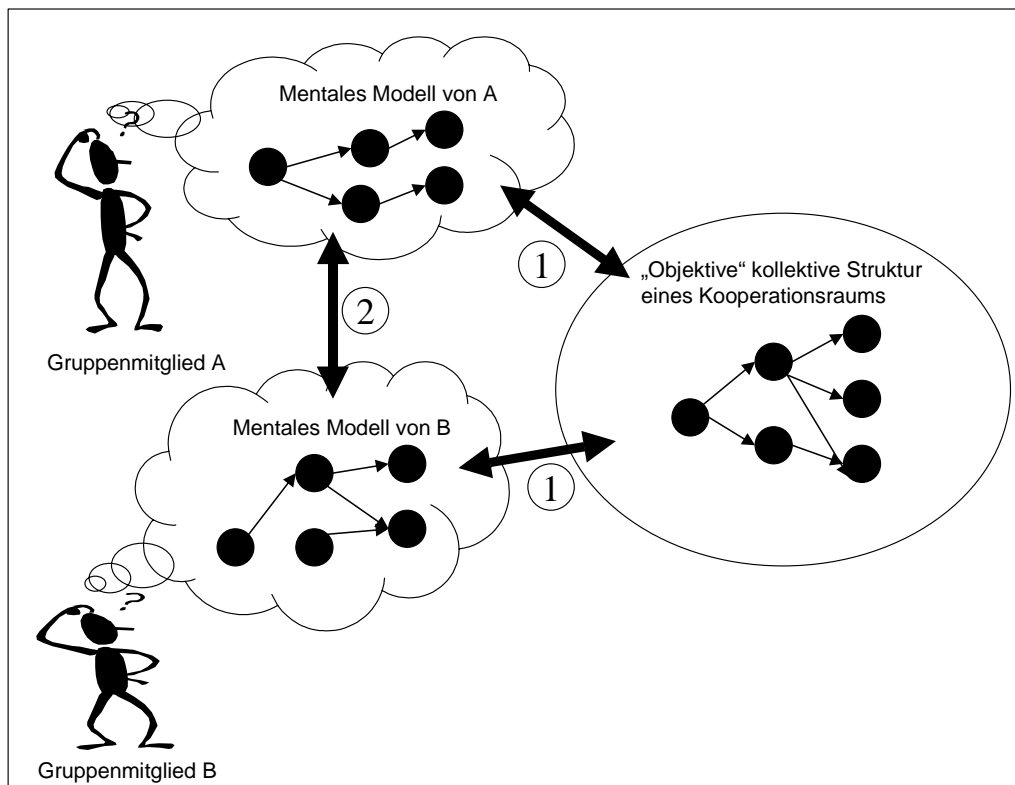 Mentales Modell von A
?
1
„Objektive“ kollektive Struktur
eines Kooperationsraums
2
Gruppenmitglied A
Mentales Modell von B
1
?
Gruppenmitglied B